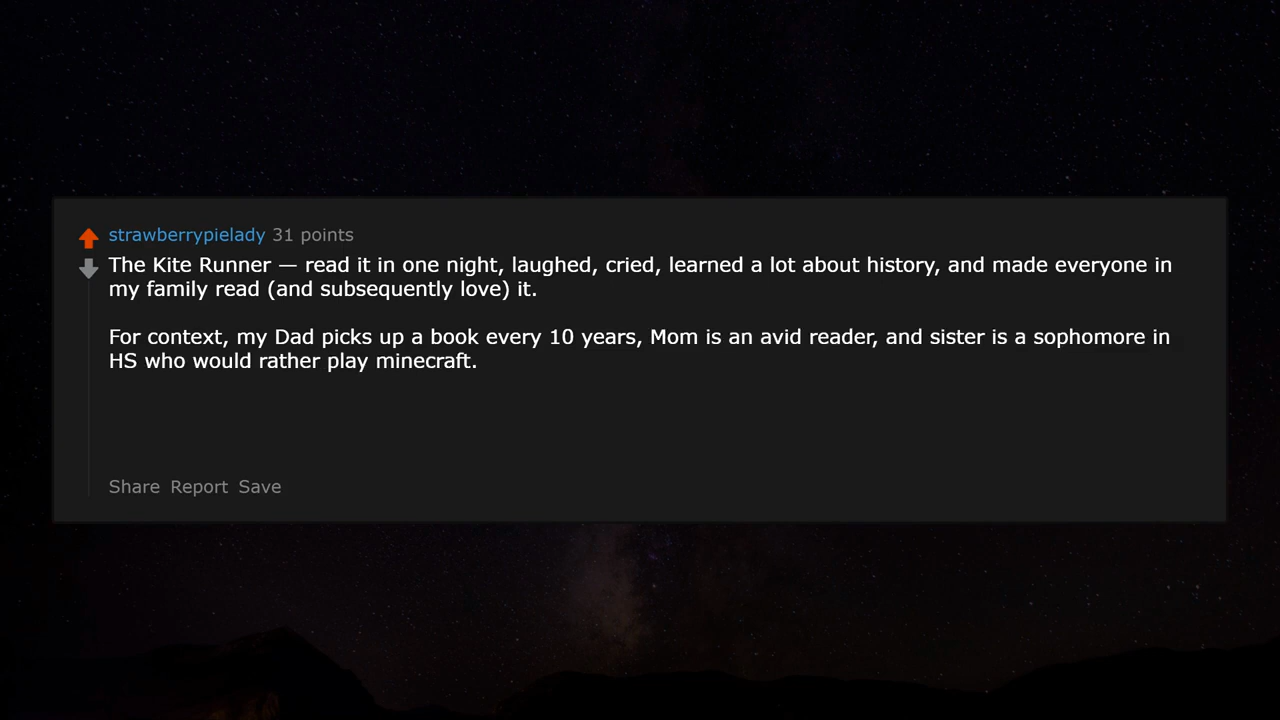 strawberrypielady 31 points
The Kite Runner — read it in one night, laughed, cried, learned a lot about history, and made everyone in
my family read (and subsequently love) it.
For context, my Dad picks up a book every 10 years, Mom is an avid reader, and sister is a sophomore in
HS who would rather play minecraft.
Share Report Save